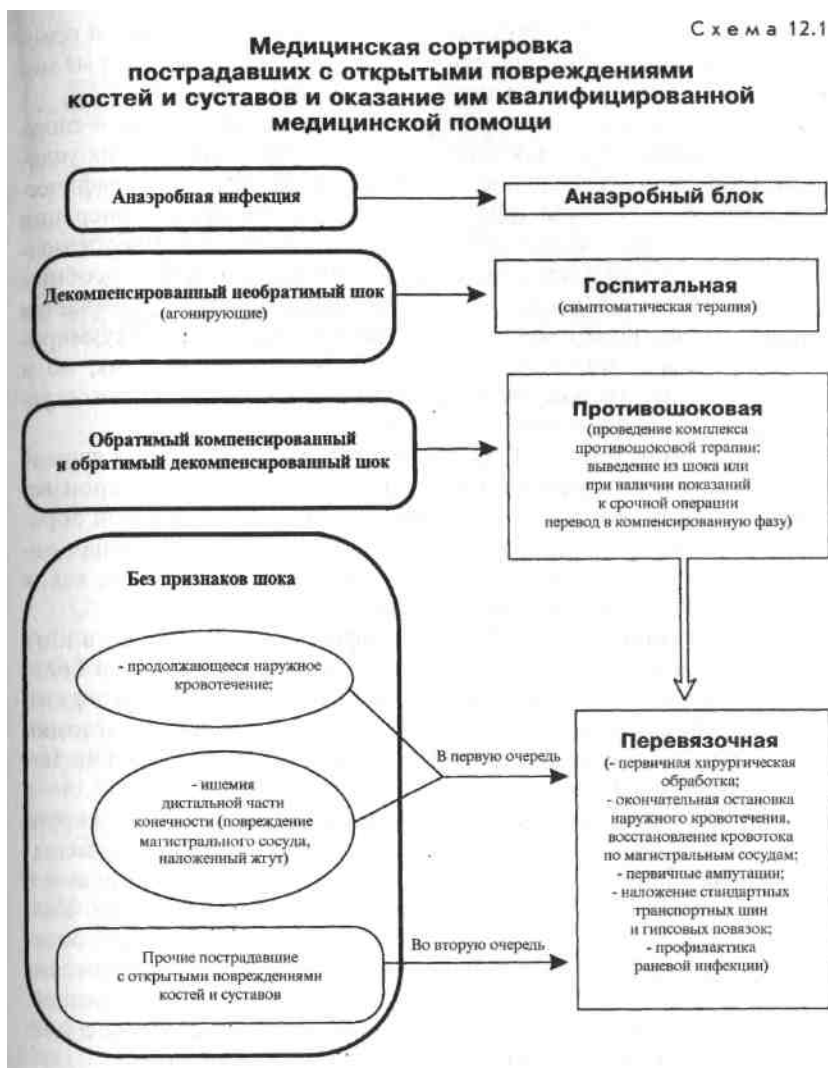 Схема 12.1
Медицинская сортировка
пострадавших с открытыми повреждениями
костей и суставов и оказание им квалифицированной
медицинской помощи
Анаэробная инфекция
Анаэробный блок
Декомпенсированный необратимый шок
(агонирующие)
Госпитальная
(симптоматическая терапия)
Обратимый компенсированный
и обратимый декомпенсированный шок
Противошоковая
(проведение комплекса
противошоковой терапии;
выведение из шока или
при наличии показаний
к срочной операции
перевод в компенсированную фазу)
Без признаков шока
- продолжающееся наружное
кровотечение;
- ишемия
дистальной части
конечности (повреждение
магистрального сосуда,
наложенный жгут)
Прочие пострадавшие
с открытыми повреждениями
костей и суставов
В первую очередь
Во вторую очередь
Перевязочная
(- первичная хирургическая
обработка;
- окончательная остановка
наружного кровотечения,
восстановление кровотока
по магистральным сосудам;
- первичные ампутации;
- наложение стандартных
транспортных шин
и гипсовых повязок;
- профилактика
раневой инфекции)